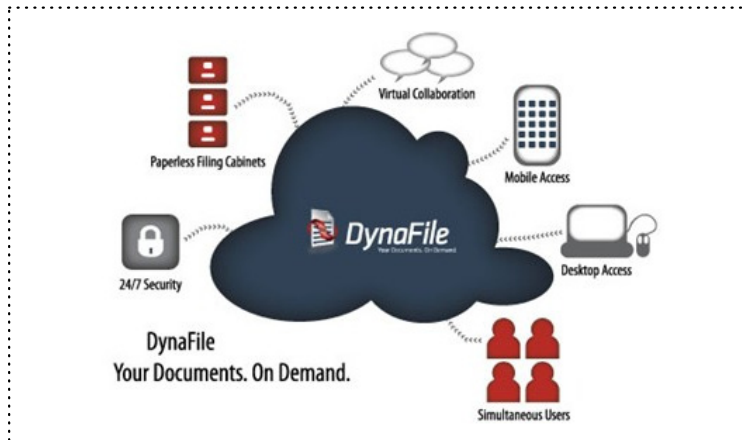 Virtual Collaboration
Paperless Filing Cabinets
Mobile Access
DynaFile
Your Documents. On Demand.
Desktop Access
24/7 Security
DynaFile
Your Documents. On Demand.
Simultaneous Users